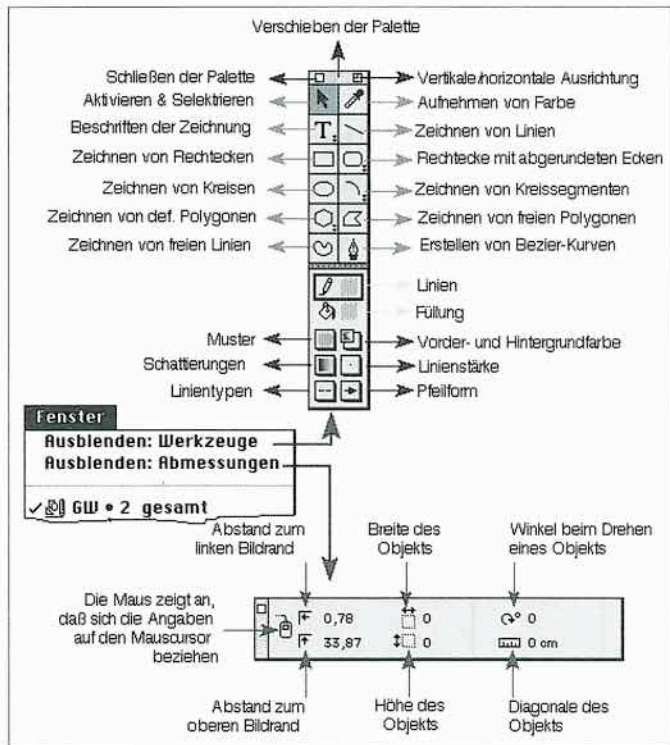 Verschieben der Palette
Schließen der Palette
Vertikale/horizontale Ausrichtung
Aktivieren & Selektrieren
Aufnehmen von Farbe
Beschriften der Zeichnung
T
Zeichnen von Linien
Zeichnen von Rechtecken
Rechtecke mit abgerundeten Ecken
Zeichnen von Kreisen
Zeichnen von Kreissegmenten
Zeichnen von def. Polygonen
Zeichnen von freien Polygonen
Zeichnen von freien Linien
Erstellen von Bezier-Kurven
Linien
Füllung
Muster
Vorder- und Hintergrundfarbe
Schattierungen
Linienstärke
Linientypen
Pfeilform
Fenster
Ausblenden: Werkzeuge
Ausblenden: Abmessungen
✓ GW • 2 gesamt
Abstand zum
linken Bildrand
Breite des
Objekts
Winkel beim Drehen
eines Objekts
Die Maus zeigt an,
daß sich die Angaben
auf den Mauscursor
beziehen
0,78
0
0
33,87
0
0 cm
Abstand zum
oberen Bildrand
Höhe des
Objekts
Diagonale des
Objekts